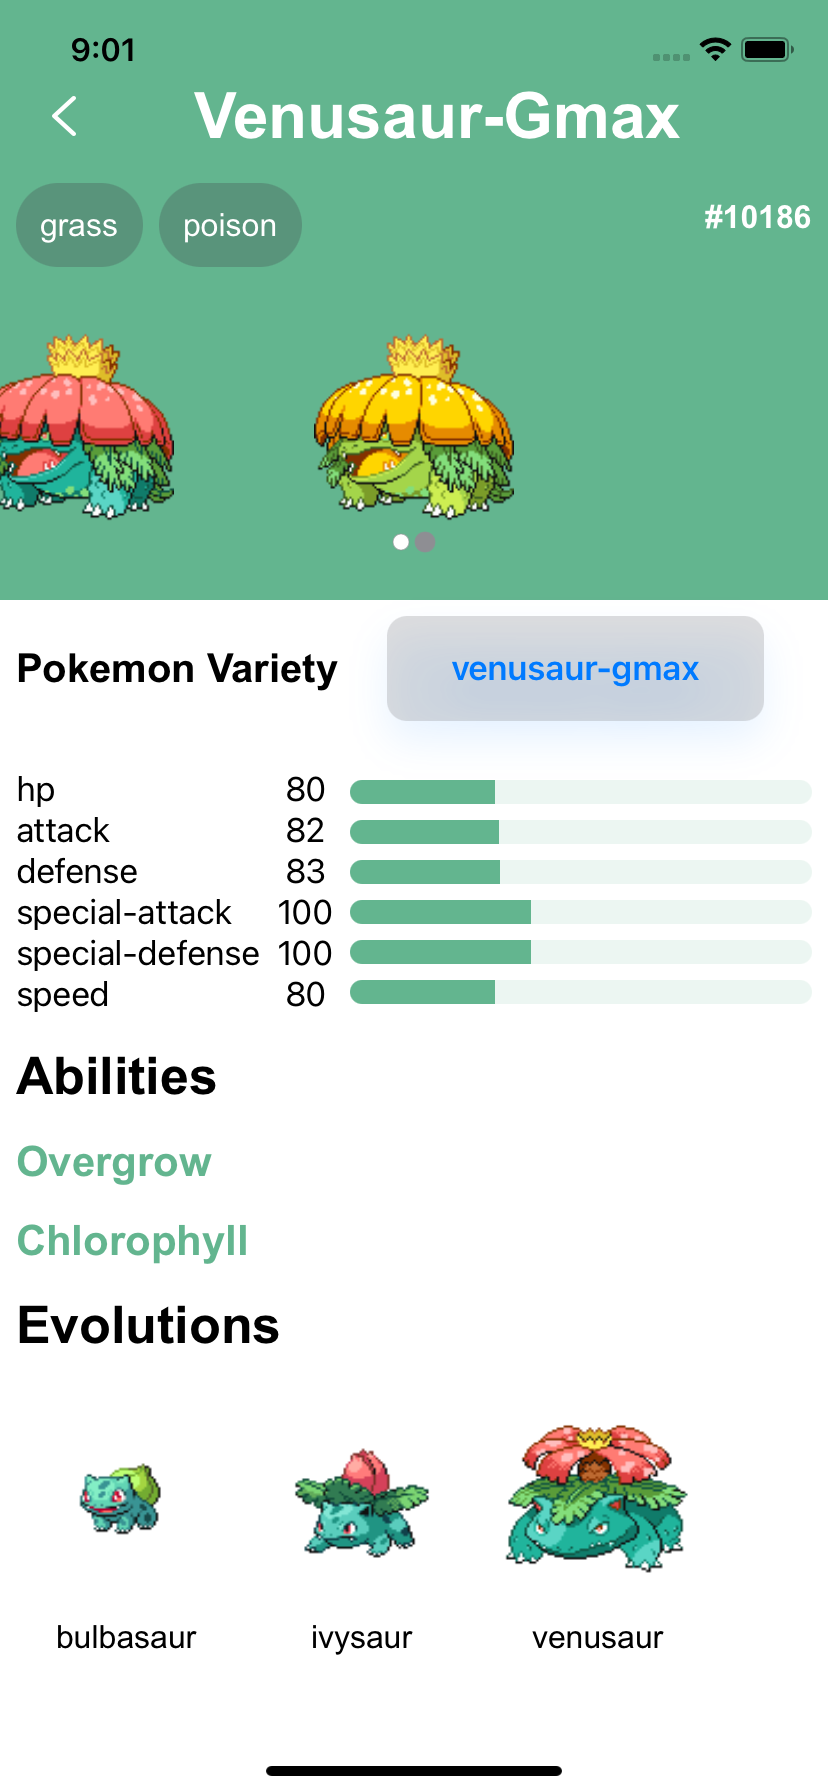 9:01
Venusaur-Gmax
grass poison #10186
Pokemon Variety venusaur-gmax
hp 80
attack 82
defense 83
special-attack 100
special-defense 100
speed 80
Abilities
Overgrow
Chlorophyll
Evolutions
bulbasaur ivysaur venusaur